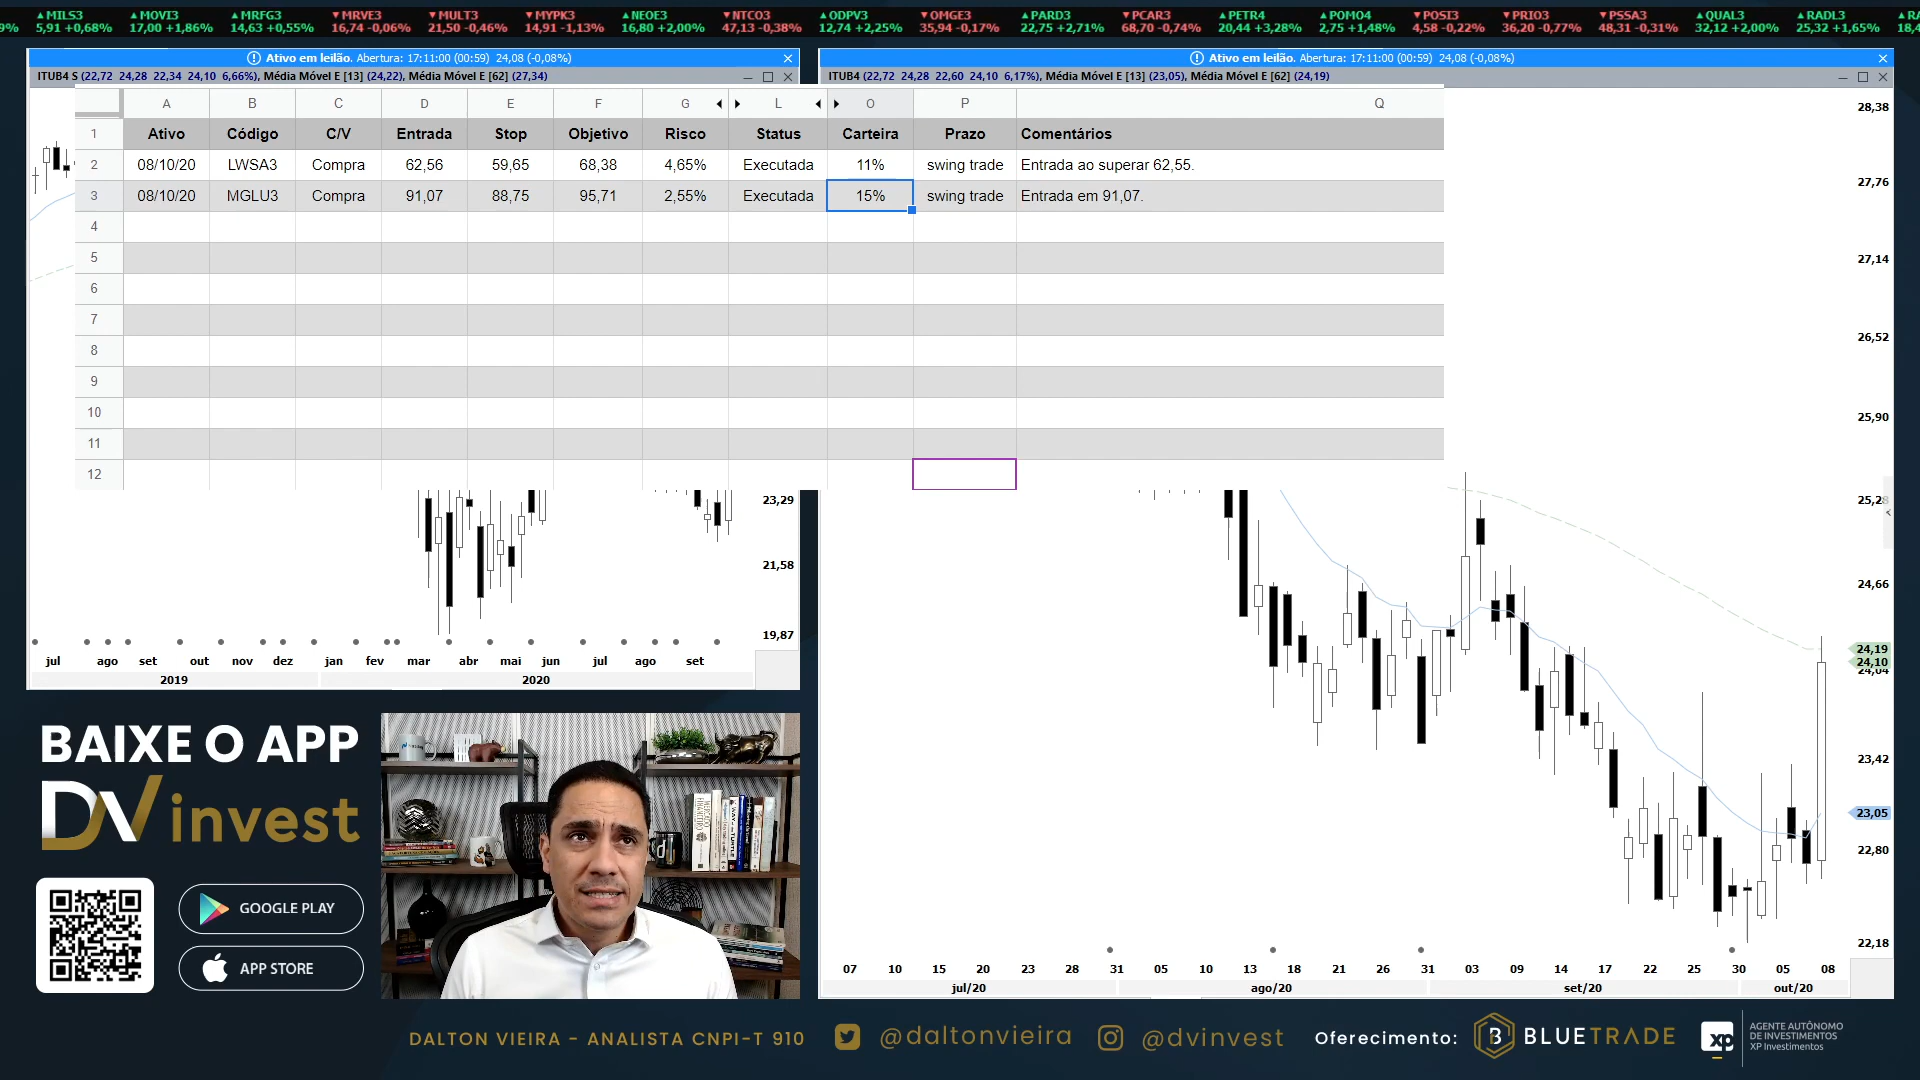 ▲MILS3 ▲MOVI3 ▲MRFG3 ▼MRVE3 ▼MULT3 ▼MYPK3 ▲NEOE3 ▼NTCO3 ▲ODPV3 ▼OMGE3 ▲PARD3 ▼PCAR3 ▲PETR4 ▲POMO4 ▼POSI3 ▼PRIO3 ▼PSSA3 ▲QUAL3 ▲RADL3
5,91 +0,68% 17,00 +1,86% 14,63 +0,55% 16,74 -0,06% 21,50 -0,46% 14,91 -1,13% 16,80 +2,00% 47,13 -0,38% 12,74 +2,25% 35,94 -0,17% 22,75 +2,71% 68,70 -0,74% 20,44 +3,28% 2,75 +1,48% 4,58 -0,22% 36,20 -0,77% 48,31 -0,31% 32,12 +2,00% 25,32 +1,65%
Ativo em leilão. Abertura: 17:11:00 (00:59) 24,08 (-0,08%)
ITUB4 S (22,72 24,28 22,34 24,10 6,66%), Média Móvel E [13] (24,22), Média Móvel E [62] (27,34)
Ativo em leilão. Abertura: 17:11:00 (00:59) 24,08 (-0,08%)
ITUB4 (22,72 24,28 22,60 24,10 6,17%), Média Móvel E [13] (23,05), Média Móvel E [62] (24,19)
A B C D E F G L O P Q
1 Ativo Código C/V Entrada Stop Objetivo Risco Status Carteira Prazo Comentários
2 08/10/20 LWSA3 Compra 62,56 59,65 68,38 4,65% Executada 11% swing trade Entrada ao superar 62,55.
3 08/10/20 MGLU3 Compra 91,07 88,75 95,71 2,55% Executada 15% swing trade Entrada em 91,07.
4
5
6
7
8
9
10
11
12
23,29
21,58
19,87
jul ago set out nov dez jan fev mar abr mai jun jul ago set
2019 2020
28,38
27,76
27,14
26,52
25,90
25,28
24,66
24,19
24,10
24,04
23,42
23,05
22,80
22,18
07 10 15 20 23 28 31 05 10 13 18 21 26 31 03 09 14 17 22 25 30 05 08
jul/20 ago/20 set/20 out/20
BAIXE O APP
DV invest
GOOGLE PLAY
APP STORE
DALTON VIEIRA - ANALISTA CNPI-T 910
@daltonvieira
@dvinvest
Oferecimento:
BLUETRADE
xp
AGENTE AUTÔNOMO
DE INVESTIMENTOS
XP Investimentos